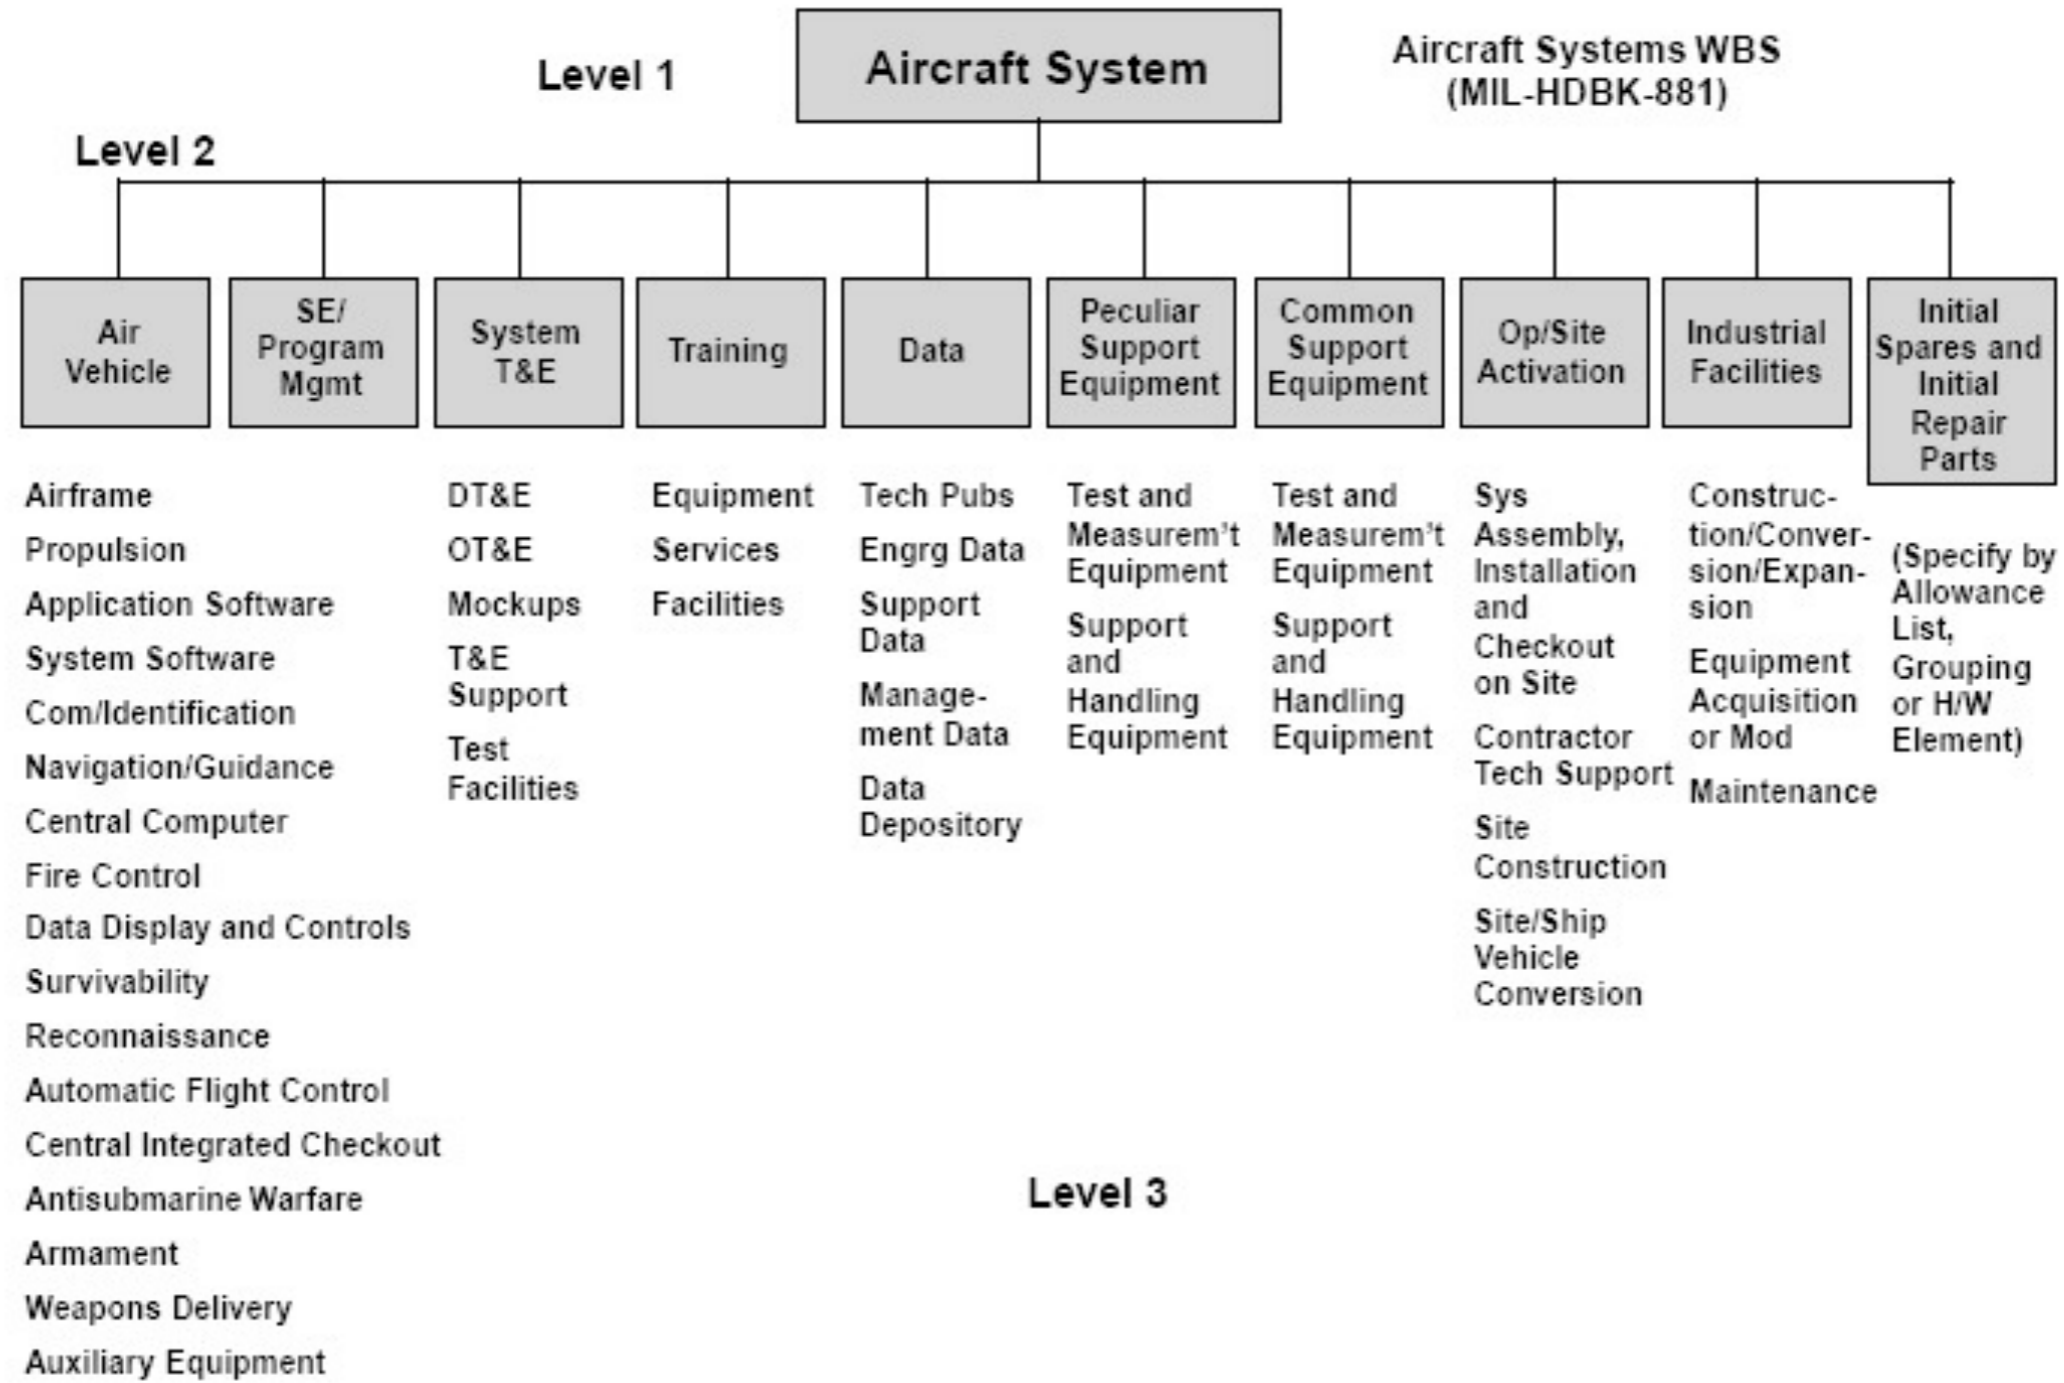 Level 1
Aircraft System
Aircraft Systems WBS
(MIL-HDBK-881)
Level 2
Air
Vehicle
SE/
Program
Mgmt
System
T&E
Training
Data
Peculiar
Support
Equipment
Common
Support
Equipment
Op/Site
Activation
Industrial
Facilities
Initial
Spares and
Initial
Repair
Parts
Airframe
Propulsion
Application Software
System Software
Com/Identification
Navigation/Guidance
Central Computer
Fire Control
Data Display and Controls
Survivability
Reconnaissance
Automatic Flight Control
Central Integrated Checkout
Antisubmarine Warfare
Armament
Weapons Delivery
Auxiliary Equipment
DT&E
OT&E
Mockups
T&E
Support
Test
Facilities
Equipment
Services
Facilities
Tech Pubs
Engrg Data
Support
Data
Manage-
ment Data
Data
Depository
Test and
Measurem't
Equipment
Support
and
Handling
Equipment
Test and
Measurem't
Equipment
Support
and
Handling
Equipment
Sys
Assembly,
Installation
and
Checkout
on Site
Contractor
Tech Support
Site
Construction
Site/Ship
Vehicle
Conversion
Construc-
tion/Conver-
sion/Expan-
sion
Equipment
Acquisition
or Mod
Maintenance
(Specify by
Allowance
List,
Grouping
or H/W
Element)
Level 3